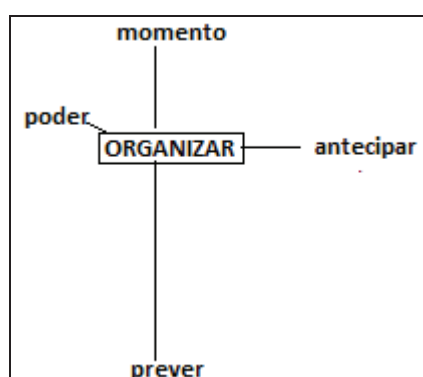 momento
poder
ORGANIZAR
antecipar
prever